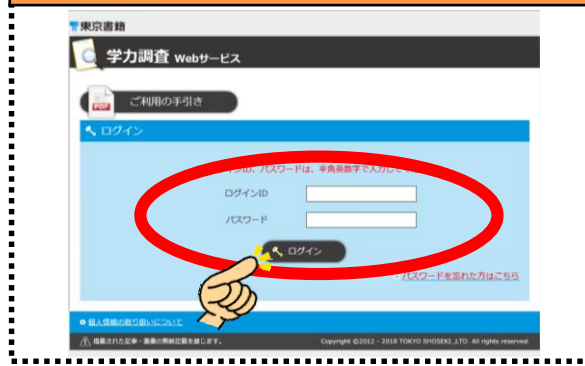 東京書籍
学力調査 Webサービス
PDF
ご利用の手引き
ログイン
ID、パスワードは、半角英数字で入力して
ログインID
パスワード
ログイン
パスワードを忘れた方はこちら
個人情報の取り扱いについて
掲載された記事・画像の無断記載を禁じます。
Copyright ©2012 - 2018 TOKYO SHOSEKI.,LTD. All rights reserved.